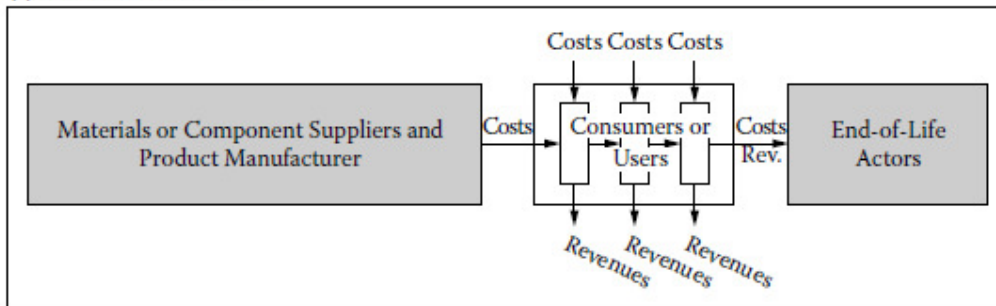 Costs Costs Costs
Materials or Component Suppliers and
Product Manufacturer
Costs
Consumers or
Users
Costs
Rev.
End-of-Life
Actors
Revenues
Revenues
Revenues